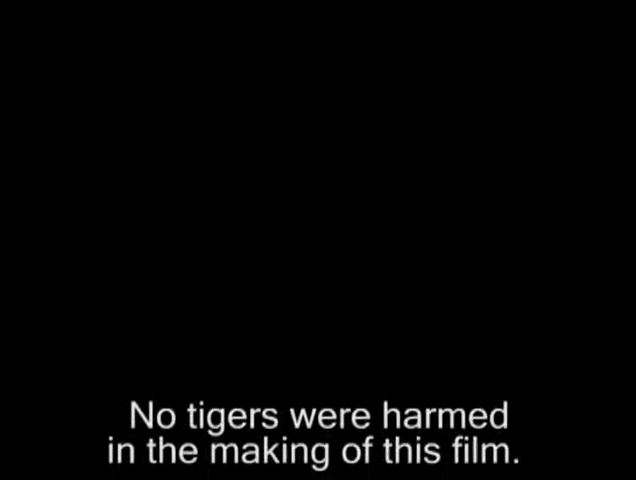 No tigers were harmed
in the making of this film.